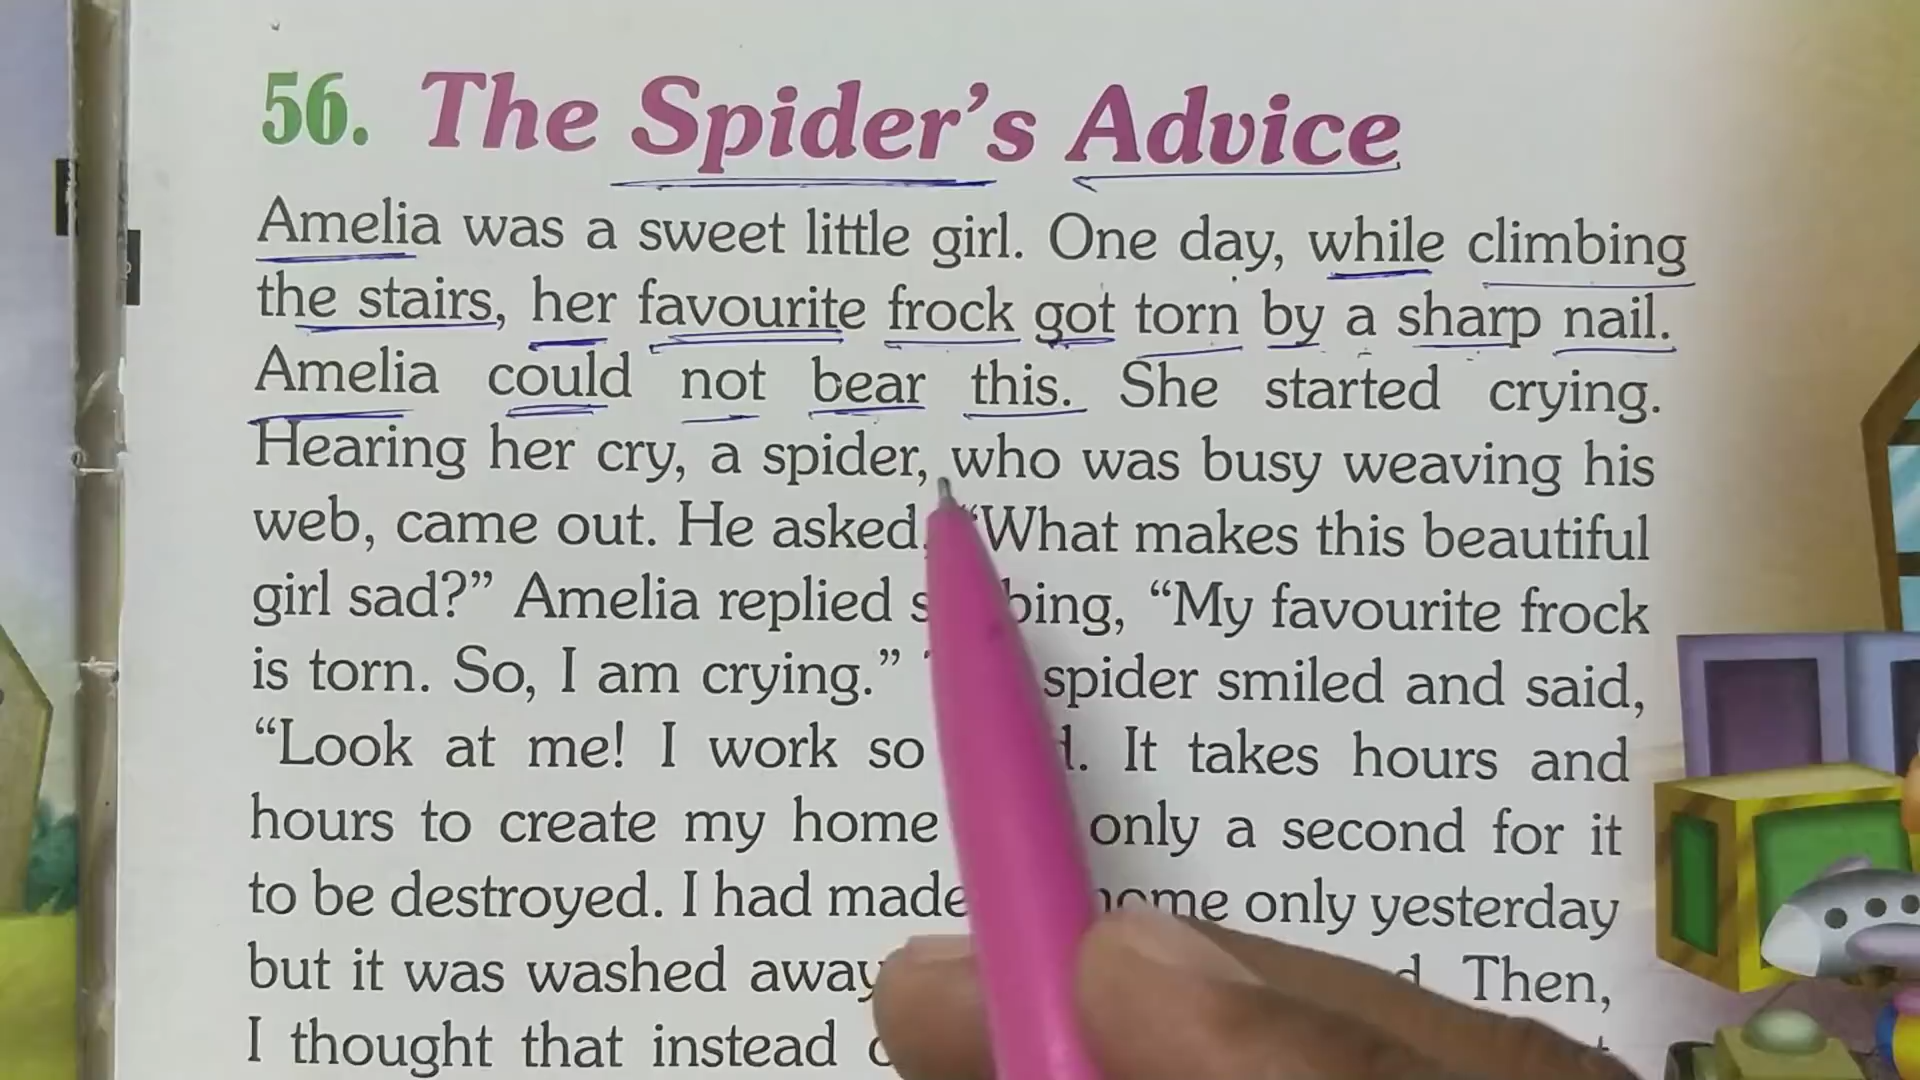 56. The Spider's Advice
Amelia was a sweet little girl. One day, while climbing
the stairs, her favourite frock got torn by a sharp nail.
Amelia could not bear this. She started crying.
Hearing her cry, a spider, who was busy weaving his
web, came out. He asked, “What makes this beautiful
girl sad?” Amelia replied “My favourite frock
is torn. So, I am crying.” spider smiled and said,
“Look at me! I work so It takes hours and
hours to create my home only a second for it
to be destroyed. I had made home only yesterday
but it was washed away Then,
I thought that instead